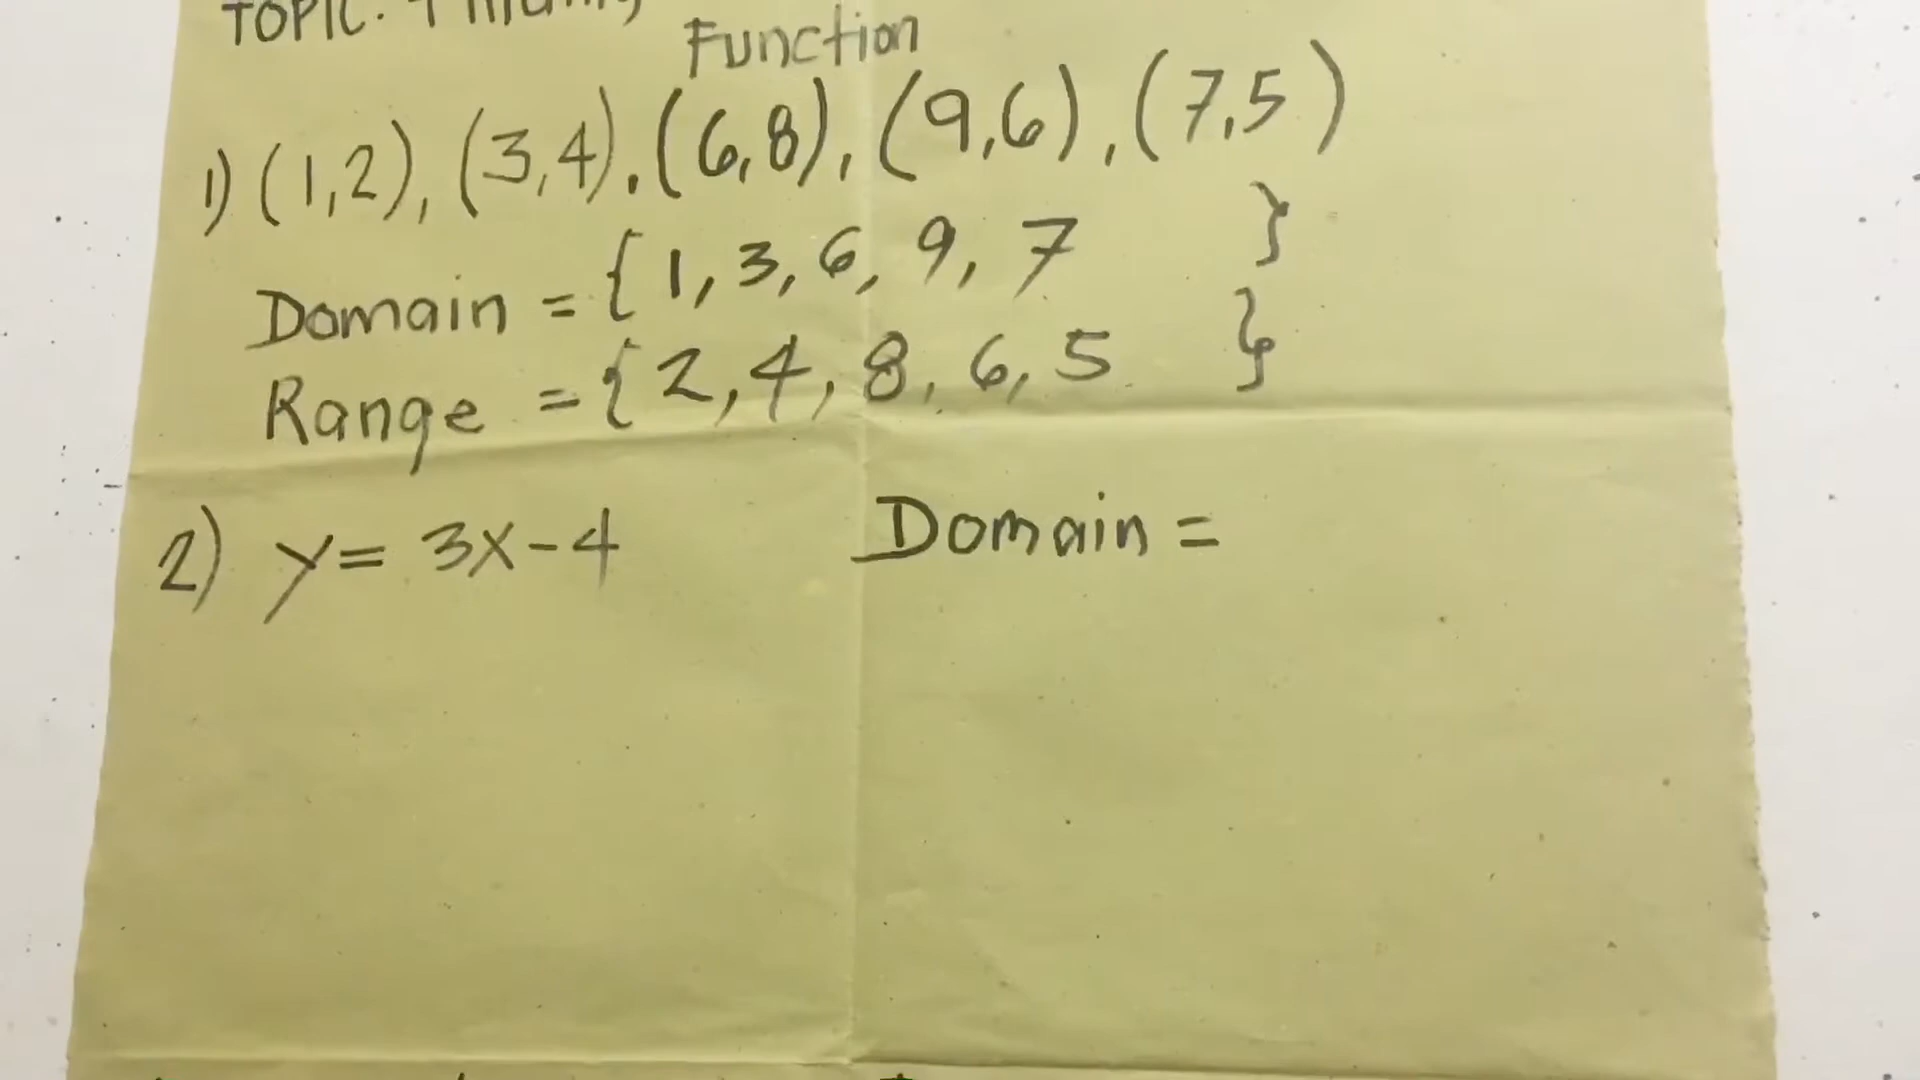 TOPIC:
Function
1) (1,2), (3,4), (6,8), (9,6), (7,5)
Domain = { 1, 3, 6, 9, 7 }
Range = { 2, 4, 8, 6, 5 }
2) y = 3x - 4 Domain =